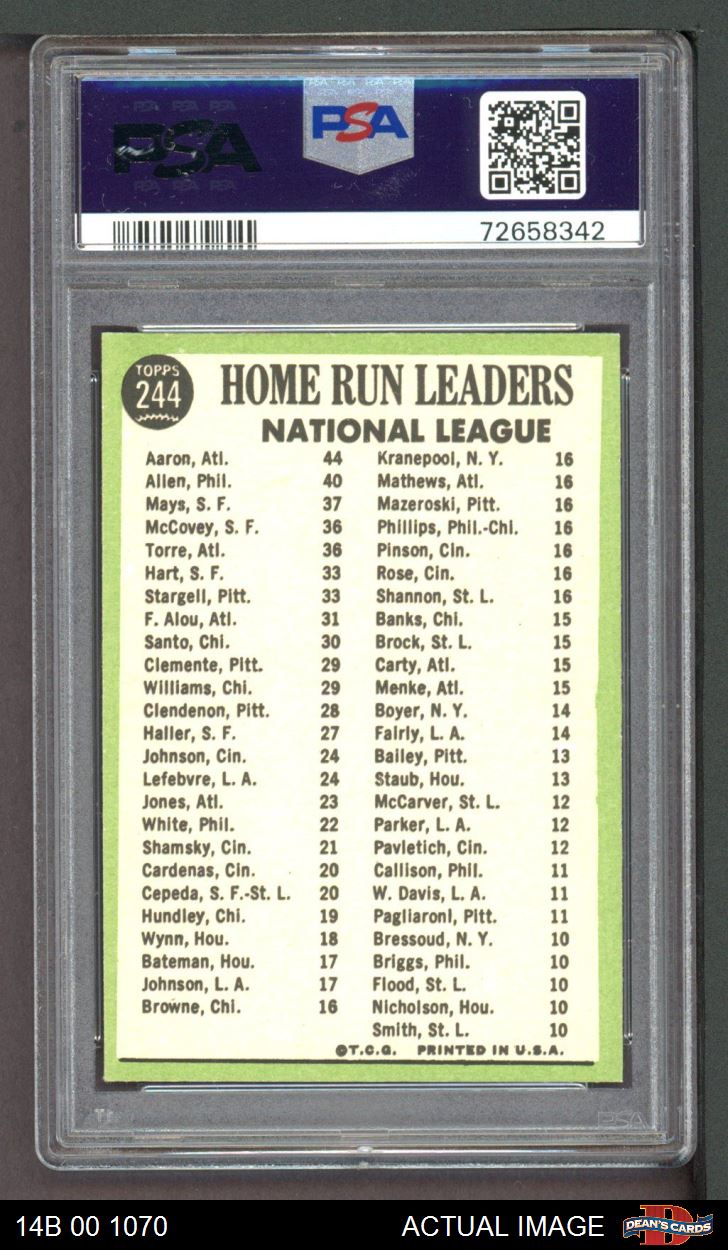 PSA PSA PSA
PSA
PSA PSA PSA
PSA
72658342
TOPPS
244
HOME RUN LEADERS
NATIONAL LEAGUE
Aaron, Atl. 44
Allen, Phil. 40
Mays, S. F. 37
McCovey, S. F. 36
Torre, Atl. 36
Hart, S. F. 33
Stargell, Pitt. 33
F. Alou, Atl. 31
Santo, Chi. 30
Clemente, Pitt. 29
Williams, Chi. 29
Clendenon, Pitt. 28
Haller, S. F. 27
Johnson, Cin. 24
Lefebvre, L. A. 24
Jones, Atl. 23
White, Phil. 22
Shamsky, Cin. 21
Cardenas, Cin. 20
Cepeda, S. F.-St. L. 20
Hundley, Chi. 19
Wynn, Hou. 18
Bateman, Hou. 17
Johnson, L. A. 17
Browne, Chi. 16
Kranepool, N. Y. 16
Mathews, Atl. 16
Mazeroski, Pitt. 16
Phillips, Phil.-Chi. 16
Pinson, Cin. 16
Rose, Cin. 16
Shannon, St. L. 16
Banks, Chi. 15
Brock, St. L. 15
Carty, Atl. 15
Menke, Atl. 15
Boyer, N. Y. 14
Fairly, L. A. 14
Bailey, Pitt. 13
Staub, Hou. 13
McCarver, St. L. 12
Parker, L. A. 12
Pavletich, Cin. 12
Callison, Phil. 11
W. Davis, L. A. 11
Pagliaroni, Pitt. 11
Bressoud, N. Y. 10
Briggs, Phil. 10
Flood, St. L. 10
Nicholson, Hou. 10
Smith, St. L. 10
©T.C.G. PRINTED IN U.S.A.
PSA
14B 00 1070 ACTUAL IMAGE
DEAN'S CARDS